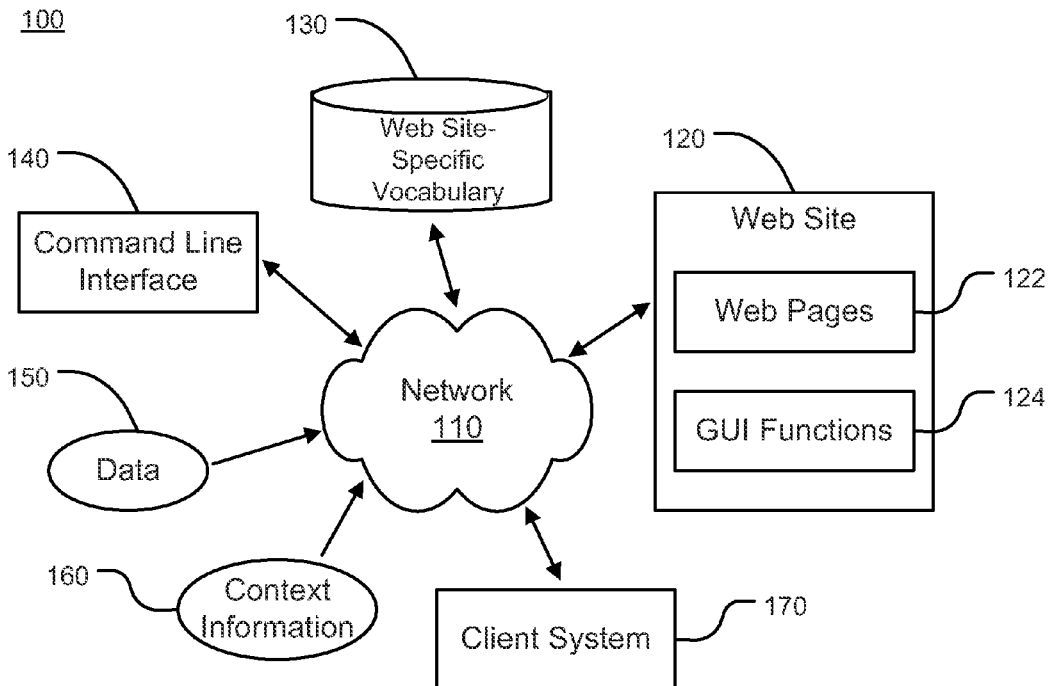 100
130
Web Site-
Specific
Vocabulary
140
Command Line
Interface
120
Web Site
Web Pages
122
GUI Functions
124
Network
110
150
Data
160
Context
Information
Client System
170